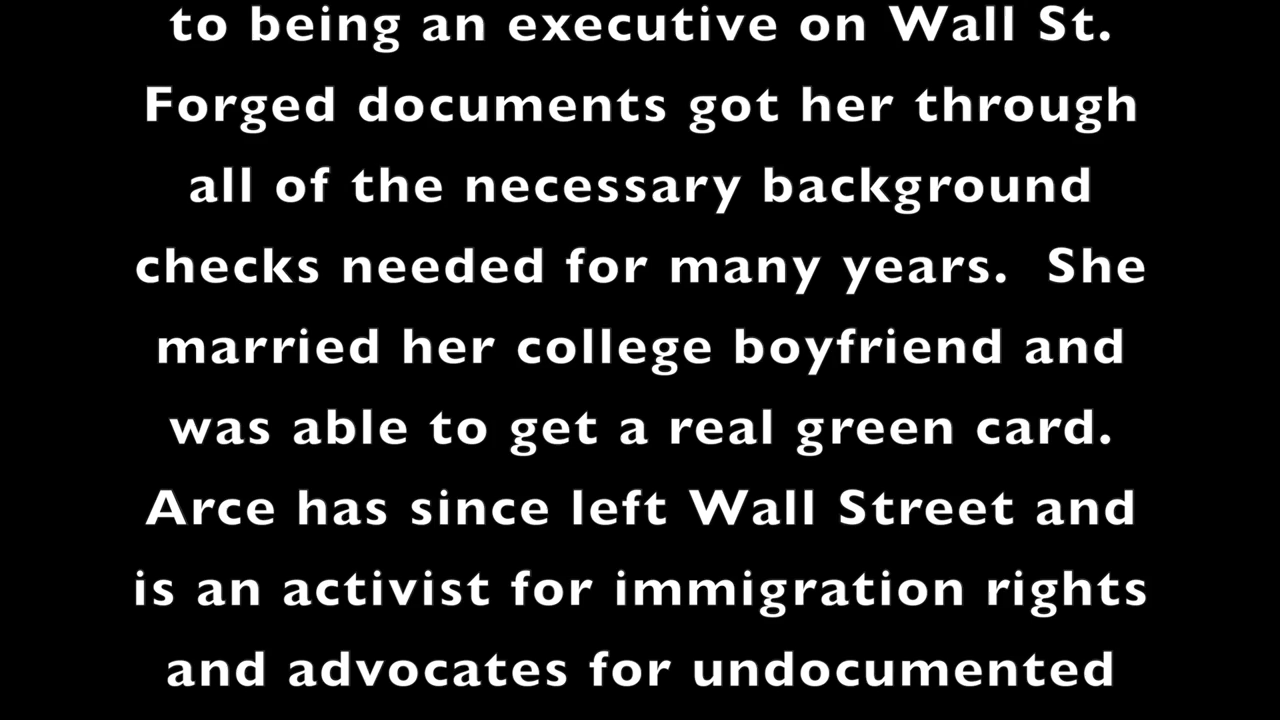 to being an executive on Wall St.
Forged documents got her through
all of the necessary background
checks needed for many years.  She
married her college boyfriend and
was able to get a real green card.
Arce has since left Wall Street and
is an activist for immigration rights
and advocates for undocumented